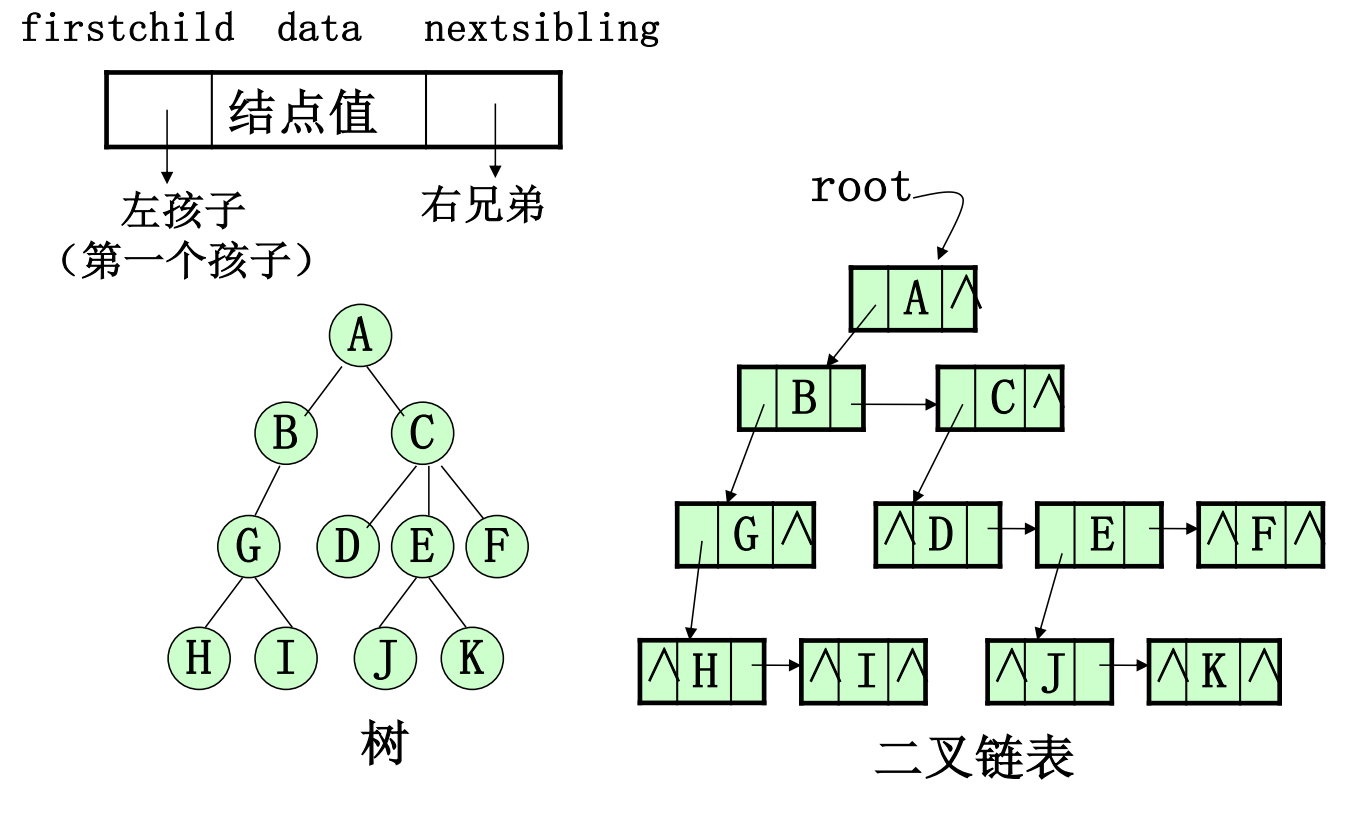 firstchild data nextsibling
结点值
左孩子
（第一个孩子）
右兄弟
root
A
B C
G D E F
H I J K
树
A ∧
B C ∧
G ∧ ∧ D E ∧ F ∧
∧ H ∧ I ∧ ∧ J ∧ K ∧
二叉链表